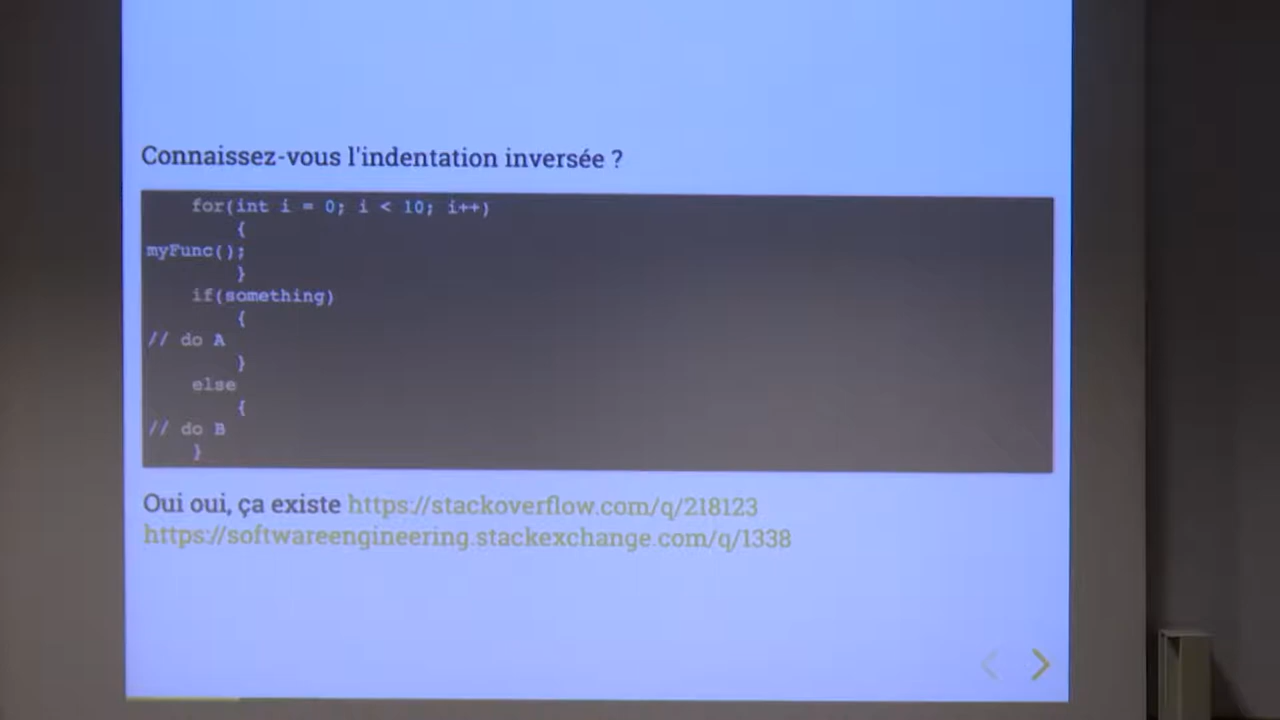 Connaissez-vous l'indentation inversée ?
for(int i = 0; i < 10; i++)
{
myFunc();
}
if(something)
{
// do A
}
else
{
// do B
}
Oui oui, ça existe https://stackoverflow.com/q/218123
https://softwareengineering.stackexchange.com/q/1338